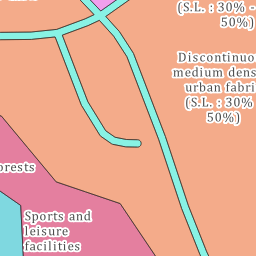 (S.L. : 30% -
50%)
Discontinuo
medium dens
urban fabri
(S.L. : 30%
50%)
orests
Sports and
leisure
facilities